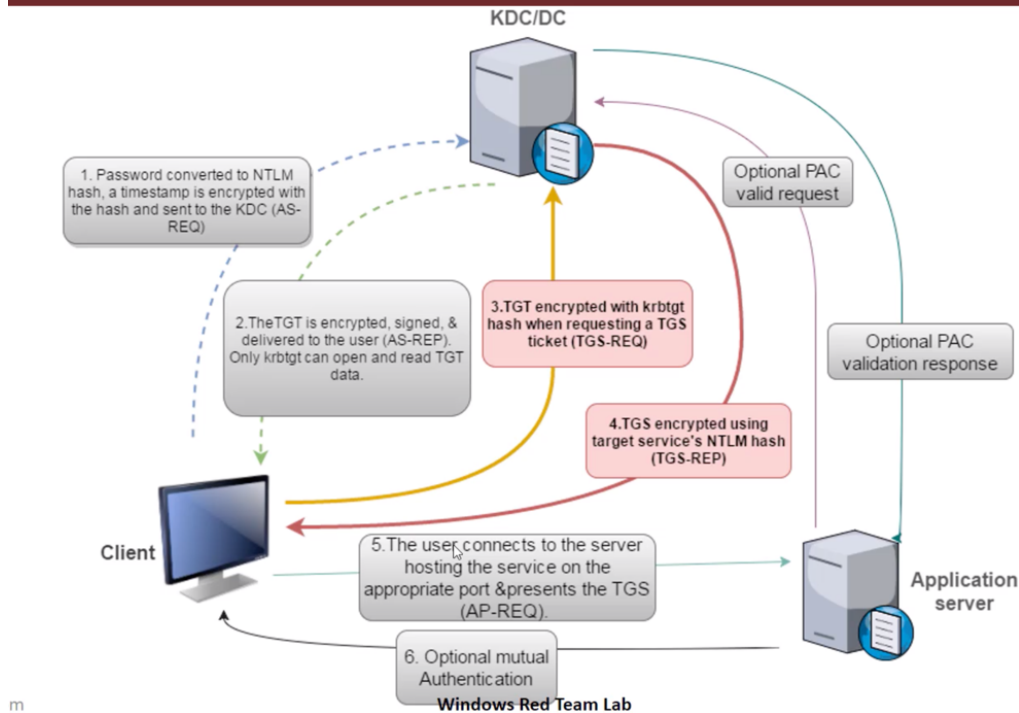 KDC/DC
1. Password converted to NTLM
hash, a timestamp is encrypted with
the hash and sent to the KDC (AS-
REQ)
Optional PAC
valid request
2.TheTGT is encrypted, signed, &
delivered to the user (AS-REP).
Only krbtgt can open and read TGT
data.
3.TGT encrypted with krbtgt
hash when requesting a TGS
ticket (TGS-REQ)
Optional PAC
validation response
4.TGS encrypted using
target service's NTLM hash
(TGS-REP)
Client
5.The user connects to the server
hosting the service on the
appropriate port &presents the TGS
(AP-REQ).
Application
server
6. Optional mutual
Authentication
m
Windows Red Team Lab